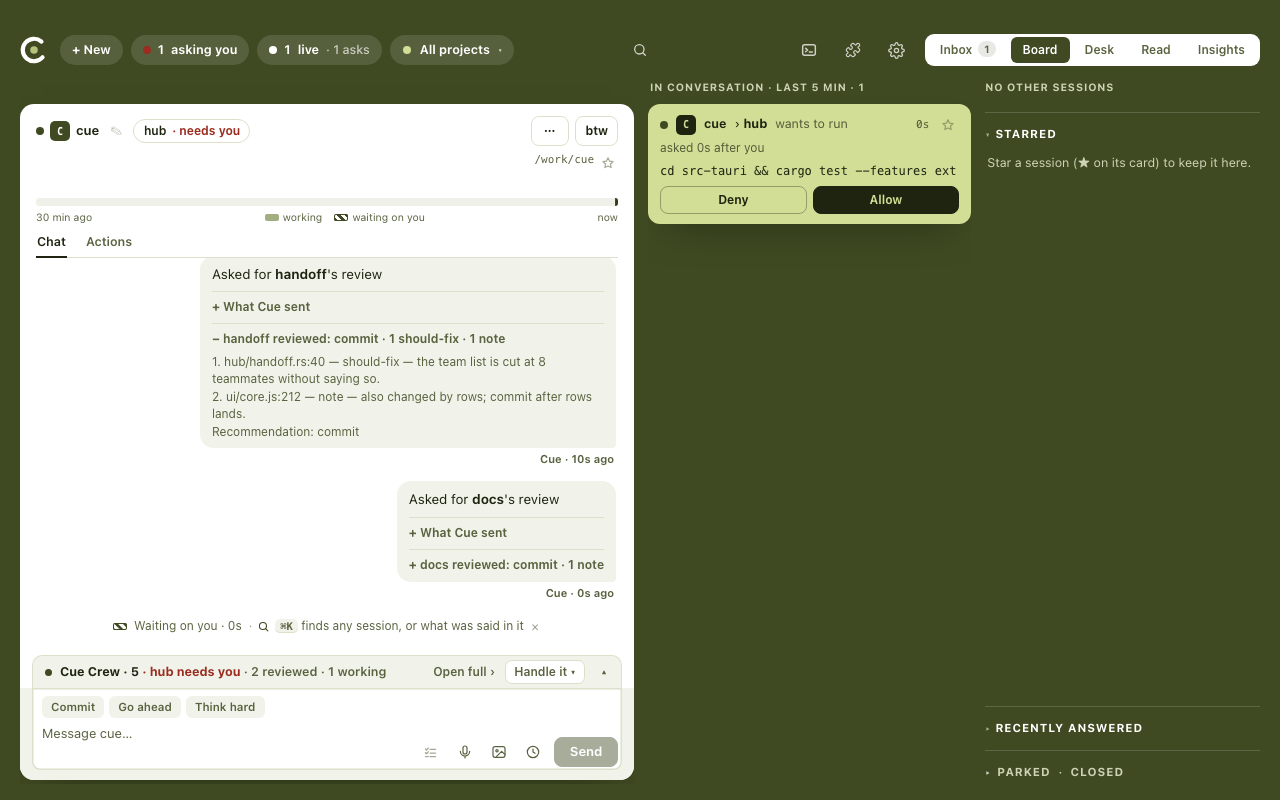 + New
1 asking you
1 live · 1 asks
All projects ·
Inbox 1
Board
Desk
Read
Insights
IN CONVERSATION · LAST 5 MIN · 1
NO OTHER SESSIONS
C cue
hub · needs you
···
btw
/work/cue
30 min ago
working
waiting on you
now
Chat
Actions
Asked for handoff's review
+ What Cue sent
– handoff reviewed: commit · 1 should-fix · 1 note
1. hub/handoff.rs:40 — should-fix — the team list is cut at 8
teammates without saying so.
2. ui/core.js:212 — note — also changed by rows; commit after rows
lands.
Recommendation: commit
Cue · 10s ago
Asked for docs's review
+ What Cue sent
+ docs reviewed: commit · 1 note
Cue · 0s ago
Waiting on you · 0s · ⌘K finds any session, or what was said in it ×
Cue Crew · 5 · hub needs you · 2 reviewed · 1 working
Open full ›
Handle it ▾
Commit
Go ahead
Think hard
Message cue…
Send
C cue › hub wants to run 0s
asked 0s after you
cd src-tauri && cargo test --features ext
Deny
Allow
STARRED
Star a session (★ on its card) to keep it here.
RECENTLY ANSWERED
PARKED · CLOSED